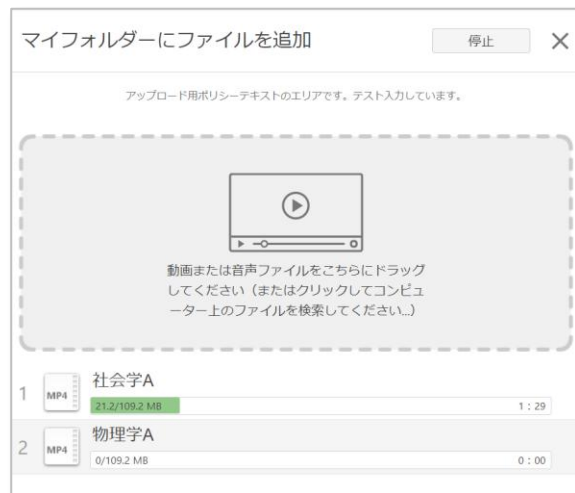 マイフォルダーにファイルを追加
停止
アップロード用ポリシーテキストのエリアです。テスト入力しています。
動画または音声ファイルをこちらにドラッグ
してください（またはクリックしてコンピュ
ーター上のファイルを検索してください...）
1 MP4 社会学A
21.2/109.2 MB 1：29
2 MP4 物理学A
0/109.2 MB 0：00